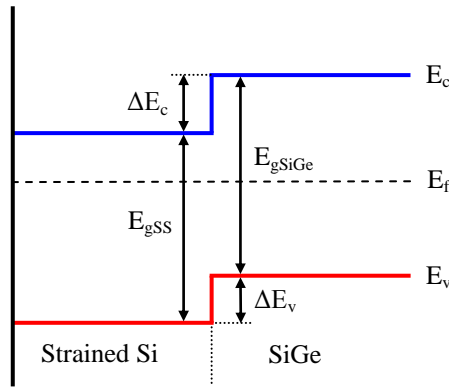 E_c
ΔE_c
E_gSiGe
E_f
E_gSS
E_v
ΔE_v
Strained Si
SiGe